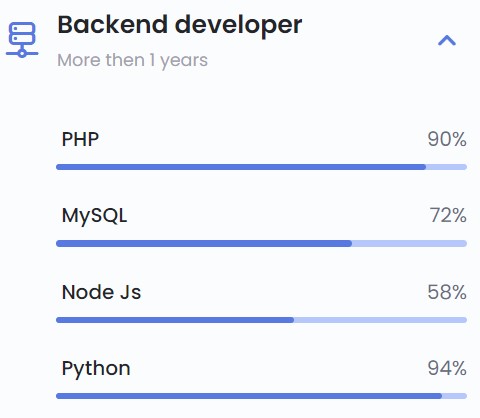 Backend developer
More then 1 years
PHP 90%
MySQL 72%
Node Js 58%
Python 94%